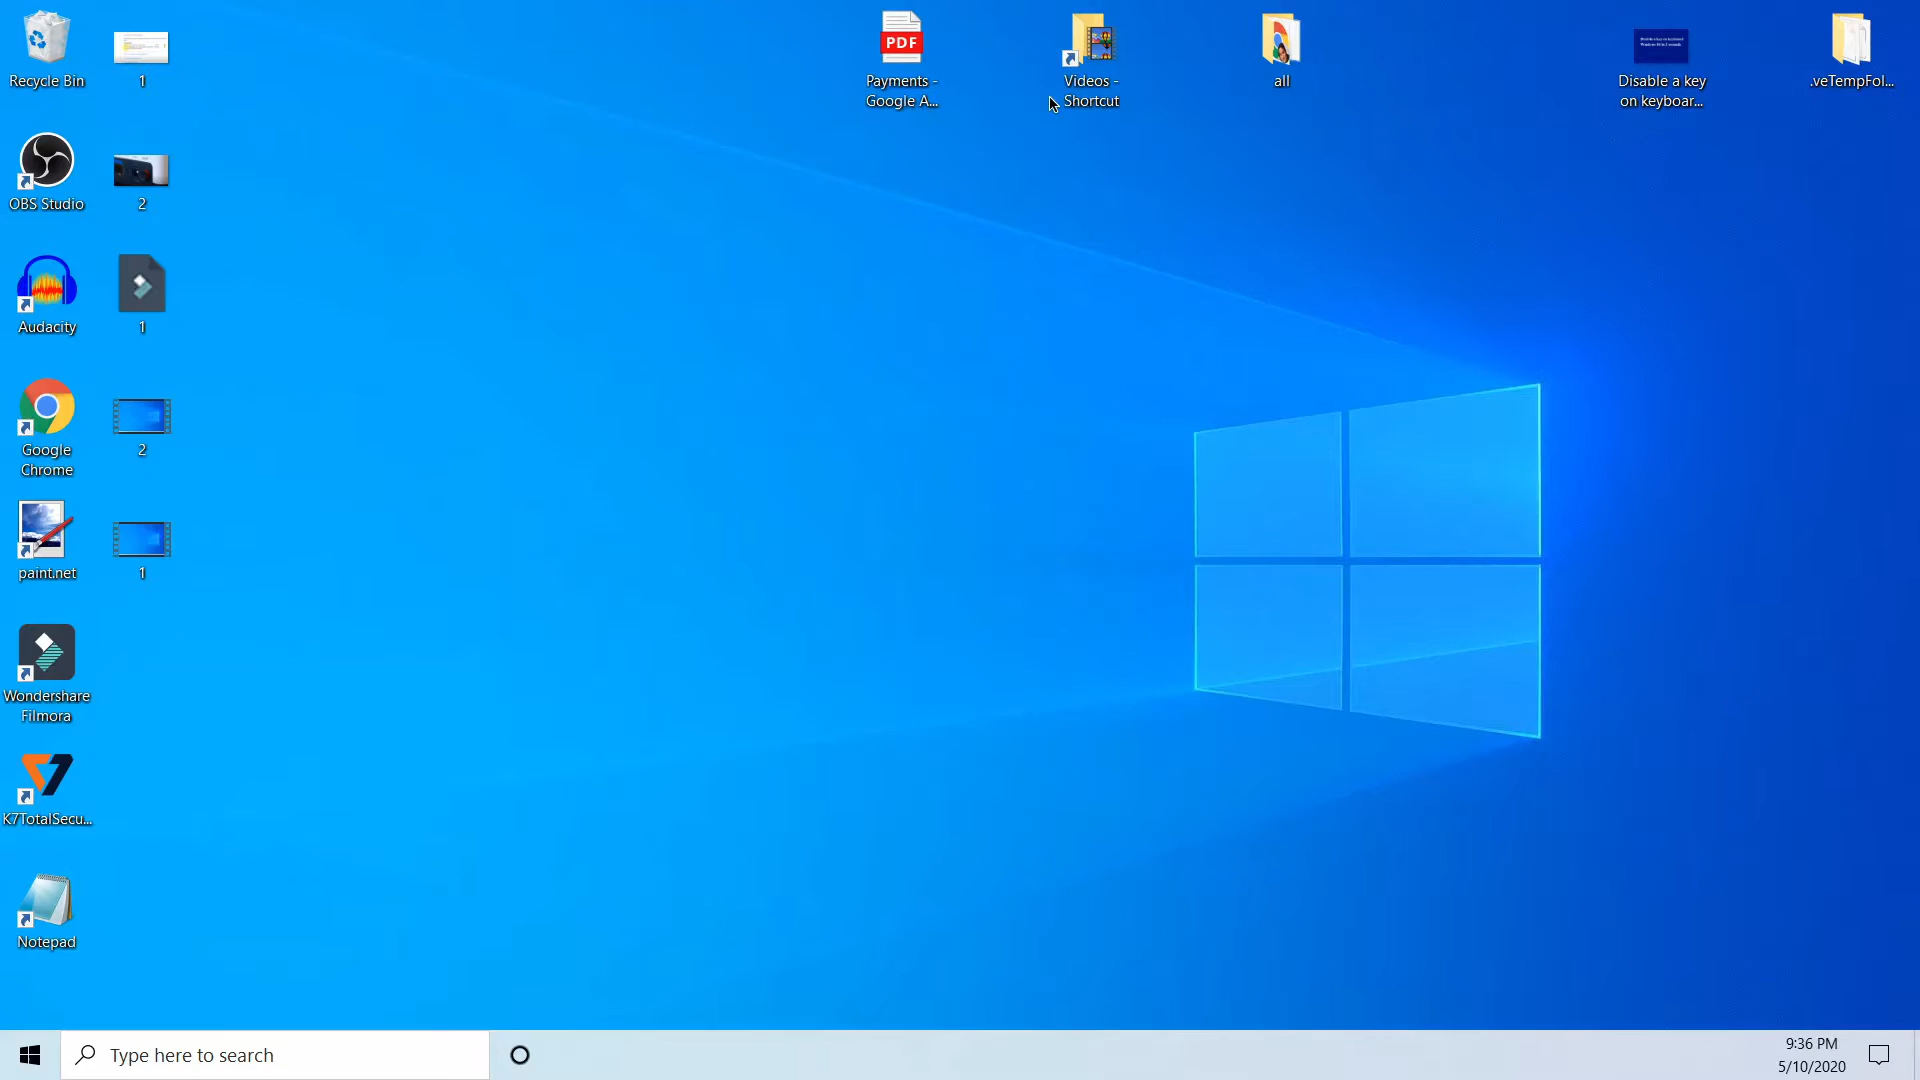 Recycle Bin
1
PDF
Payments -
Google A...
Videos -
Shortcut
all
Disable a key
on keyboar...
.veTempFol...
OBS Studio
2
Audacity
1
Google
Chrome
2
paint.net
1
Wondershare
Filmora
K7TotalSecu...
Notepad
Type here to search
9:36 PM
5/10/2020